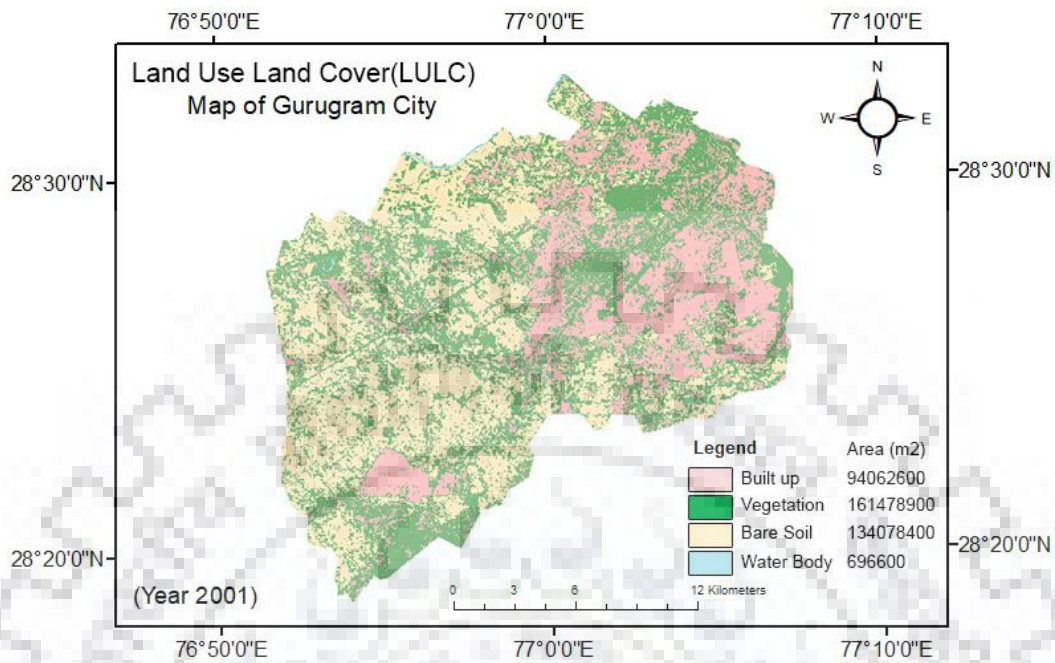 76°50'0"E 77°0'0"E 77°10'0"E
Land Use Land Cover(LULC)
Map of Gurugram City
N
W E
S
28°30'0"N 28°30'0"N
Legend Area (m2)
Built up 94062600
Vegetation 161478900
Bare Soil 134078400
Water Body 696600
28°20'0"N 28°20'0"N
(Year 2001)
0 3 6 12 Kilometers
76°50'0"E 77°0'0"E 77°10'0"E